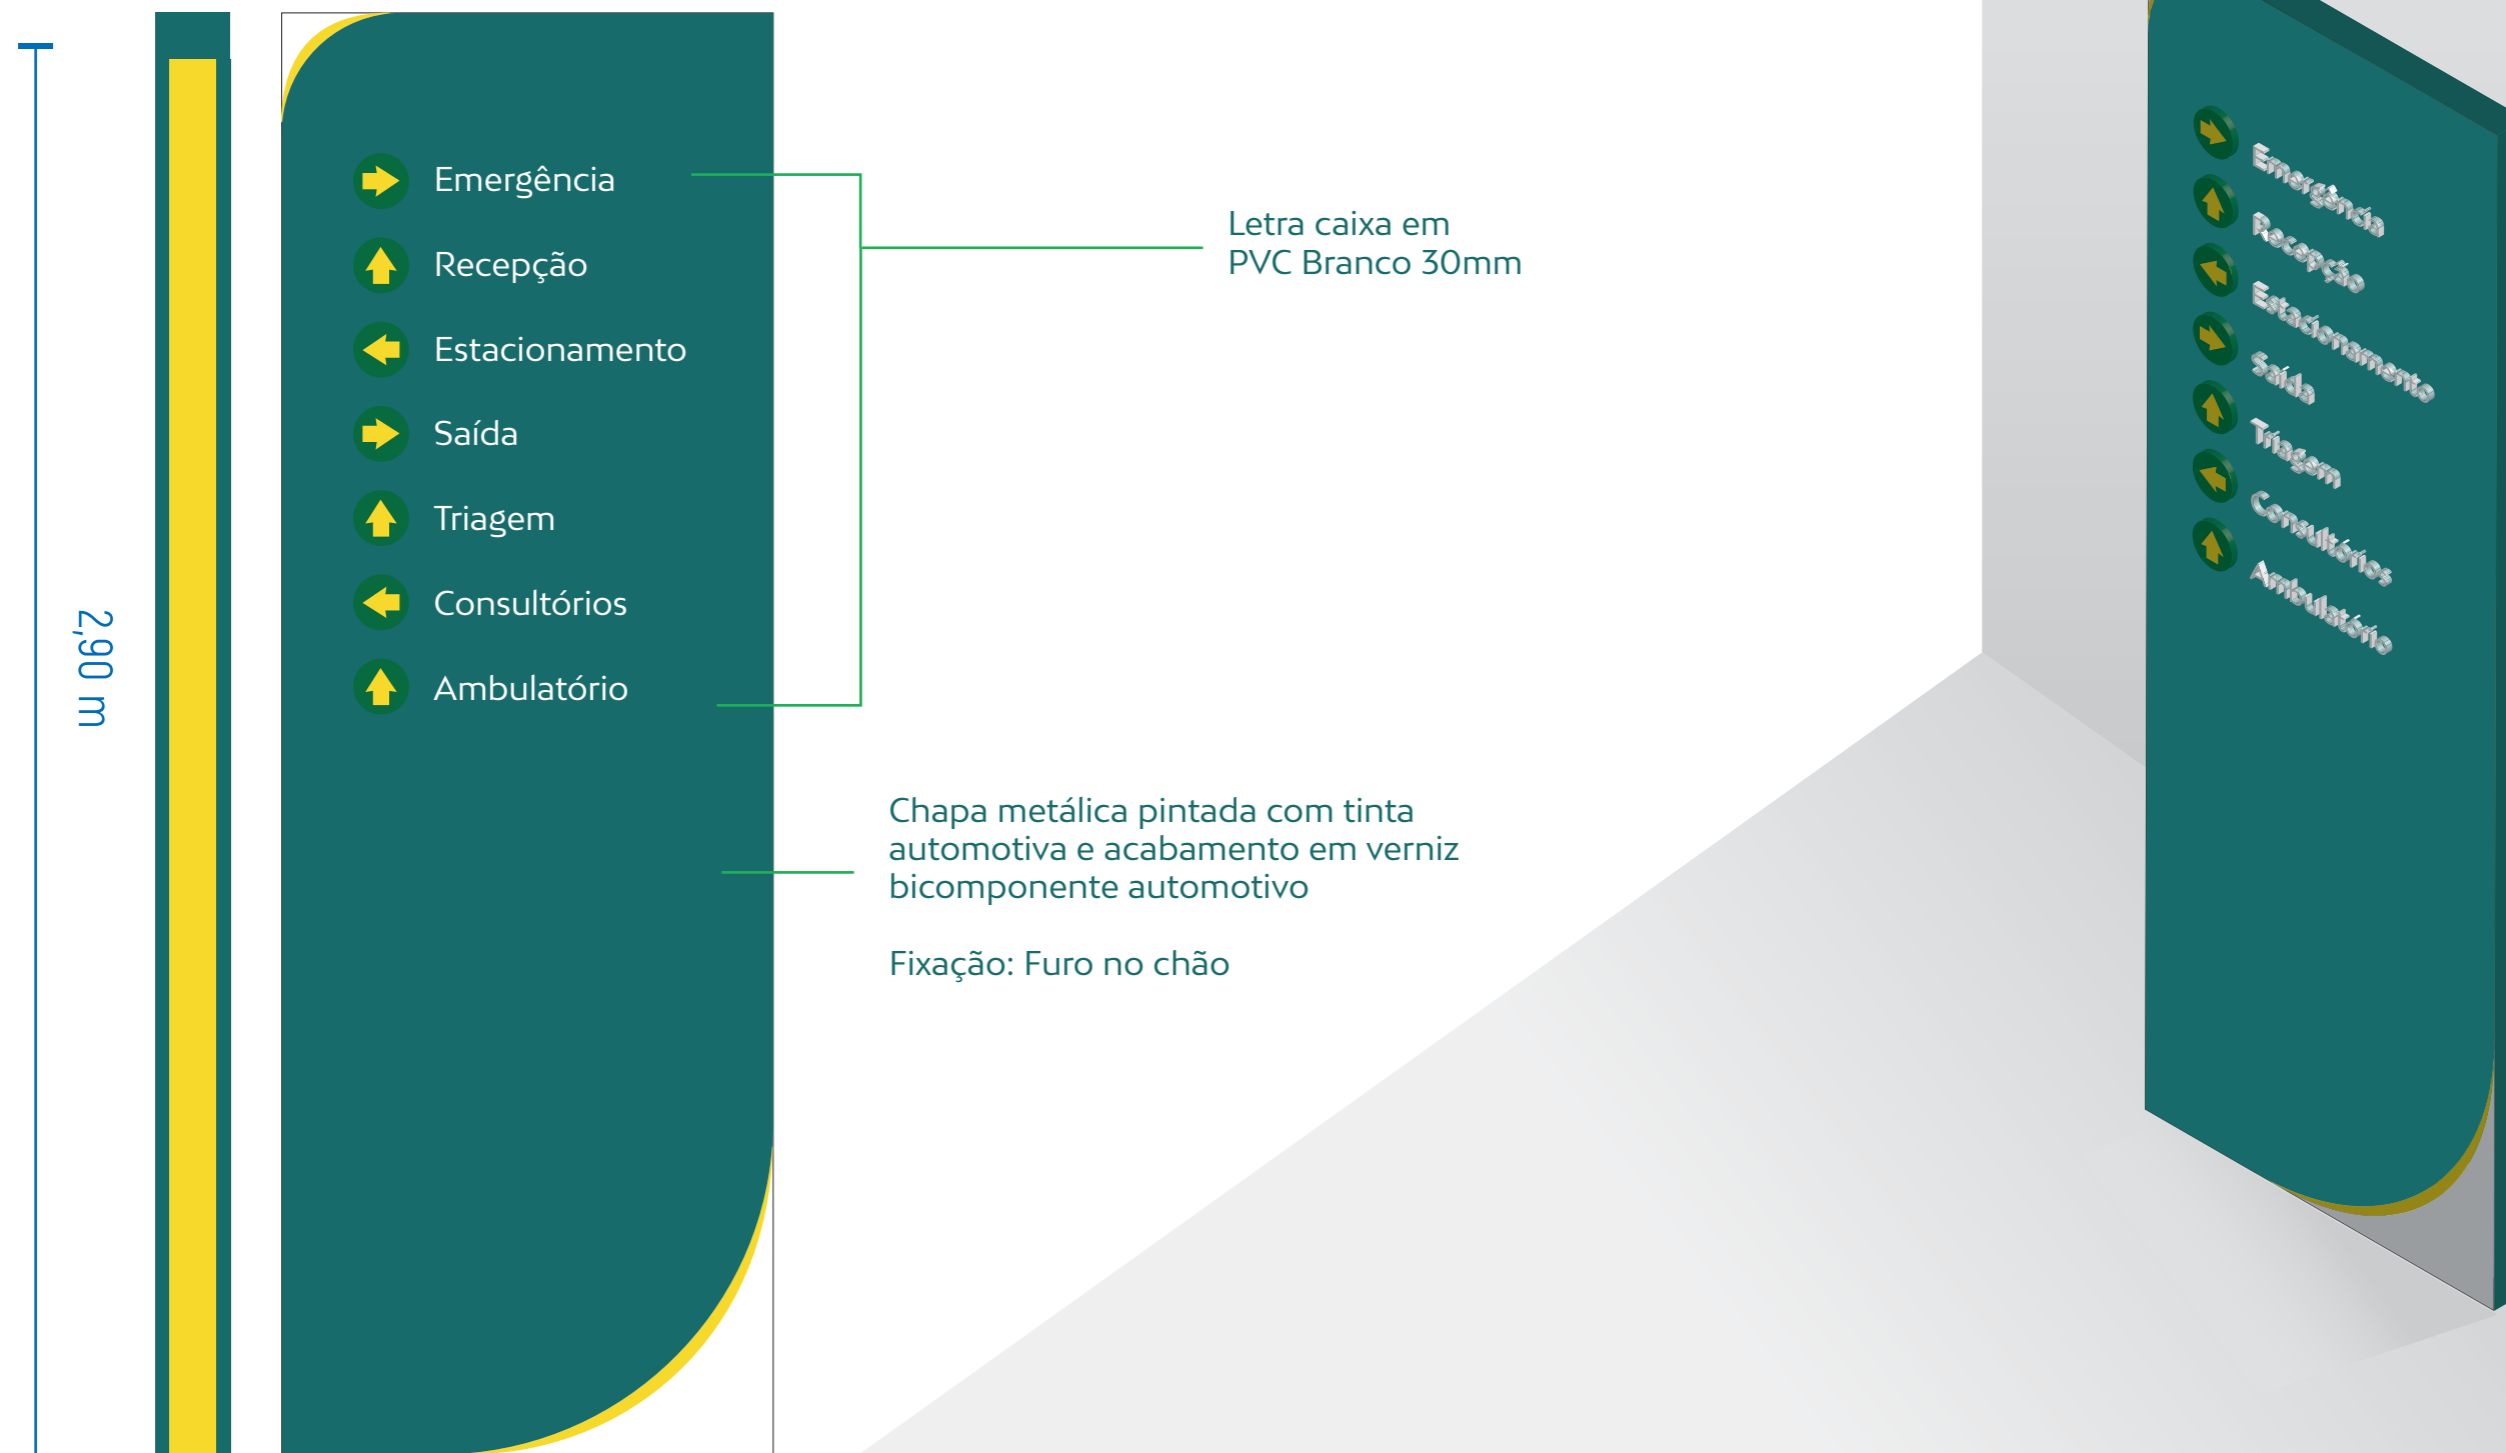 2,90 m
Emergência
Recepção
Estacionamento
Saída
Triagem
Consultórios
Ambulatório
Letra caixa em
PVC Branco 30mm
Chapa metálica pintada com tinta
automotiva e acabamento em verniz
bicomponente automotivo
Fixação: Furo no chão
Emergência
Recepção
Estacionamento
Saída
Triagem
Consultórios
Ambulatório